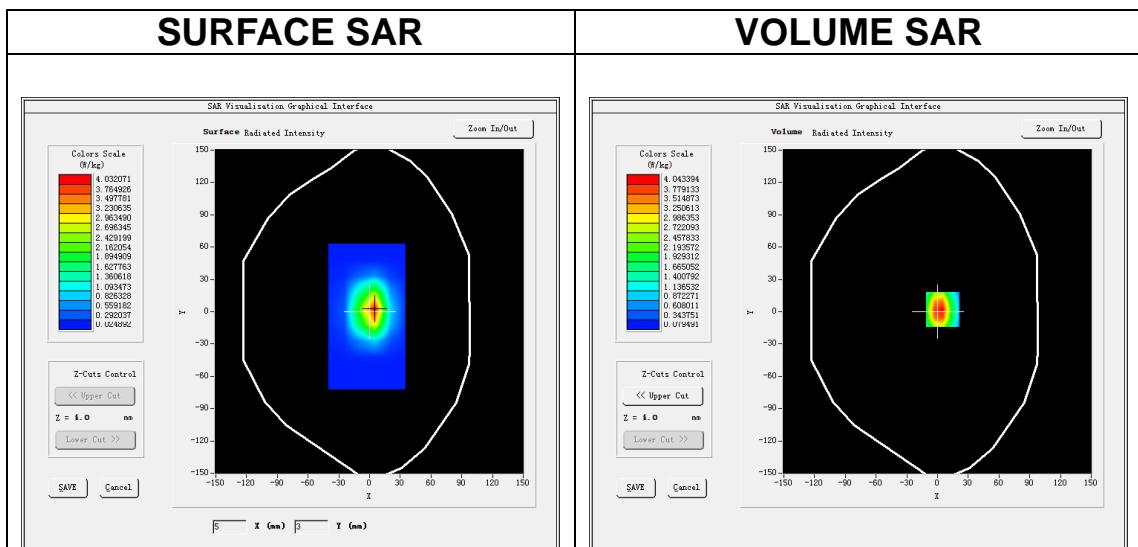 SURFACE SAR
VOLUME SAR
SAR Visualisation Graphical Interface
Surface Radiated Intensity
Zoom In/Out
Colors Scale
(W/kg)
4.032071
3.764926
3.497781
3.230635
2.963490
2.696345
2.429199
2.162054
1.894909
1.627763
1.360618
1.093473
0.826328
0.559182
0.292037
0.024892
150
120
90
60
30
0
-30
-60
-90
-120
-150
Y
-150 -120 -90 -60 -30 0 30 60 90 120 150
X
Z-Cuts Control
<< Upper Cut
Z = 4.0 mm
Lower Cut >>
SAVE
Cancel
5 X (mm) 3 Y (mm)
SAR Visualisation Graphical Interface
Volume Radiated Intensity
Zoom In/Out
Colors Scale
(W/kg)
4.043394
3.779133
3.514873
3.250613
2.986353
2.722093
2.457833
2.193572
1.929312
1.665052
1.400792
1.136532
0.872271
0.608011
0.343751
0.079491
150
120
90
60
30
0
-30
-60
-90
-120
-150
Y
-150 -120 -90 -60 -30 0 30 60 90 120 150
X
Z-Cuts Control
<< Upper Cut
Z = 4.0 mm
Lower Cut >>
SAVE
Cancel